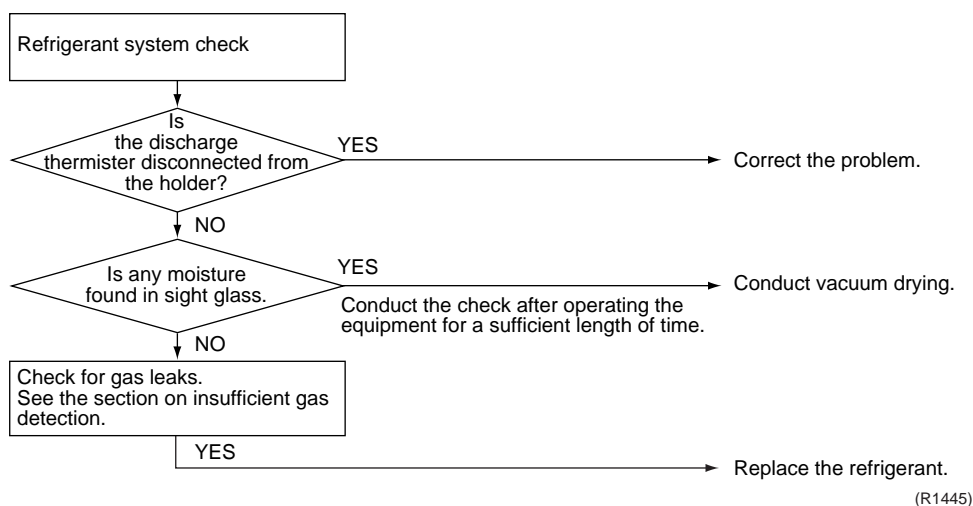 Refrigerant system check
Is
the discharge
thermister disconnected from
the holder?
YES
Correct the problem.
NO
Is any moisture
found in sight glass.
YES
Conduct the check after operating the
equipment for a sufficient length of time.
Conduct vacuum drying.
NO
Check for gas leaks.
See the section on insufficient gas
detection.
YES
Replace the refrigerant.
(R1445)